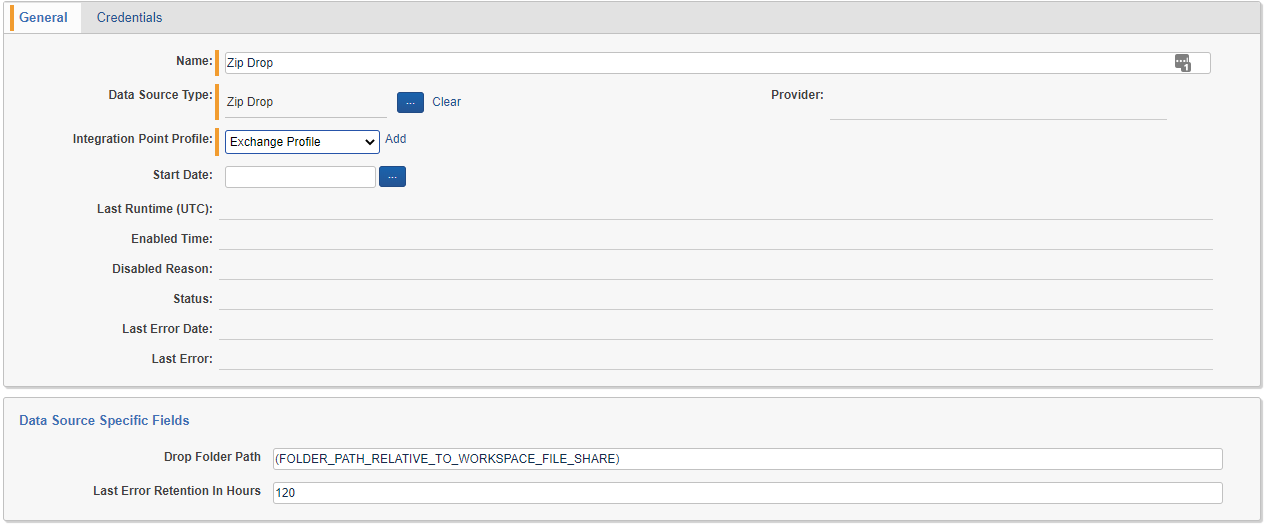 General Credentials
Name: Zip Drop 1
Data Source Type: Zip Drop ... Clear Provider:
Integration Point Profile: Exchange Profile Add
Start Date: ...
Last Runtime (UTC):
Enabled Time:
Disabled Reason:
Status:
Last Error Date:
Last Error:
Data Source Specific Fields
Drop Folder Path (FOLDER_PATH_RELATIVE_TO_WORKSPACE_FILE_SHARE)
Last Error Retention In Hours 120